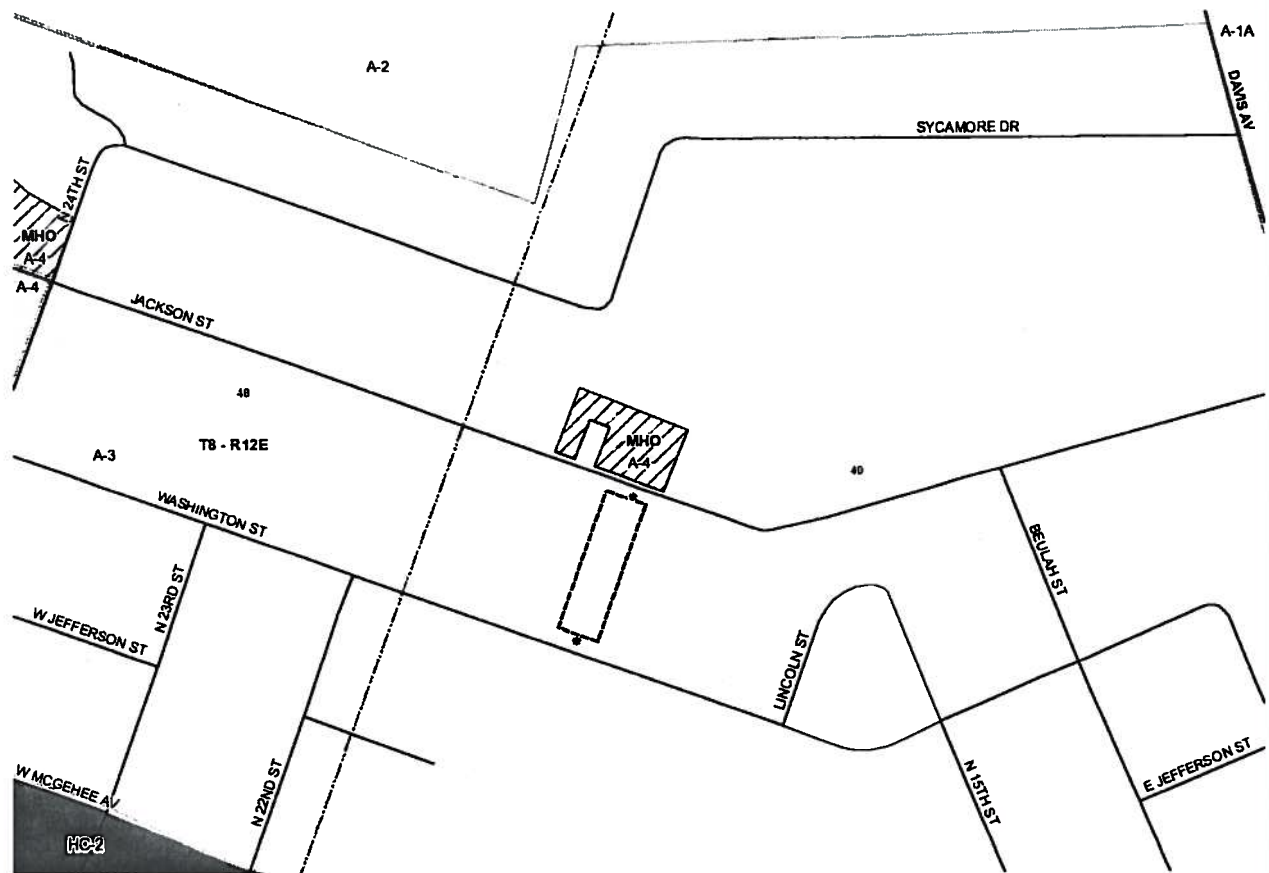 A-1A
A-2
DAVIS AV
SYCAMORE DR
N 24TH ST
MHO
A-4
A-4
JACKSON ST
48
T8 - R12E
MHO
A-4
A-3
49
WASHINGTON ST
*
BEULAH ST
N 23RD ST
W JEFFERSON ST
*
LINCOLN ST
W MCGEHEE AV
N 22ND ST
N 15TH ST
E JEFFERSON ST
HC-2